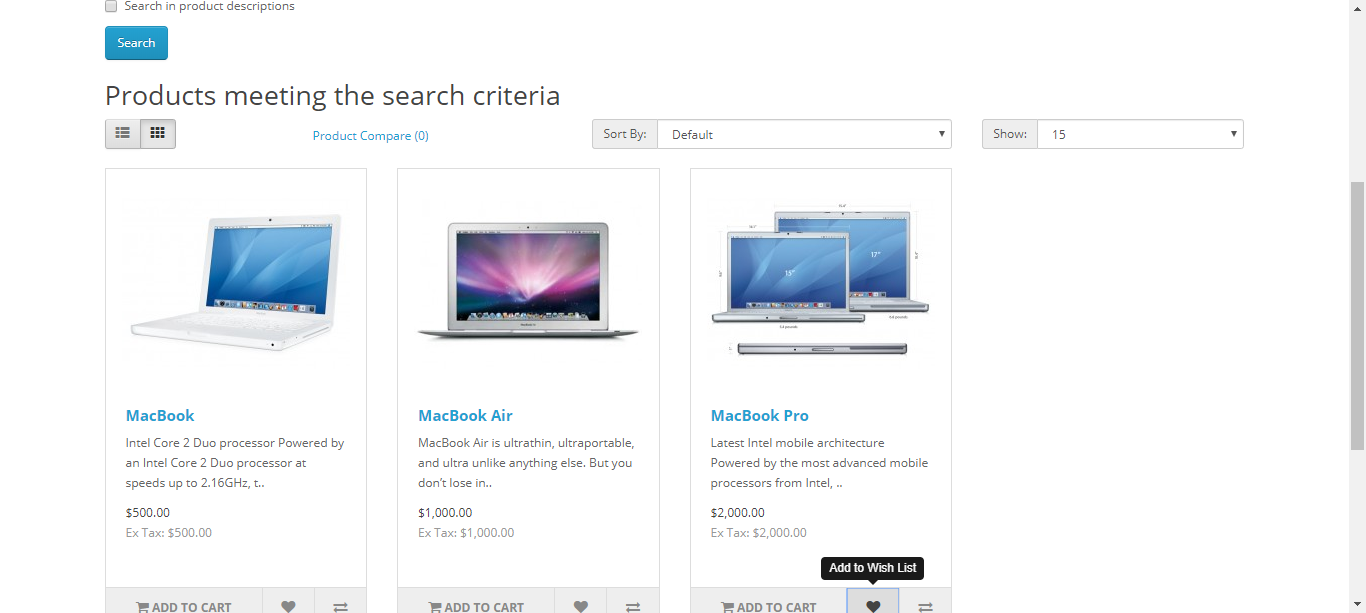 Search in product descriptions
Search
Products meeting the search criteria
Product Compare (0)
Sort By:
Default
Show:
15
15"
17"
MacBook
Intel Core 2 Duo processor Powered by
an Intel Core 2 Duo processor at
speeds up to 2.16GHz, t..
$500.00
Ex Tax: $500.00
ADD TO CART
MacBook Air
MacBook Air is ultrathin, ultraportable,
and ultra unlike anything else. But you
don't lose in..
$1,000.00
Ex Tax: $1,000.00
ADD TO CART
MacBook Pro
Latest Intel mobile architecture
Powered by the most advanced mobile
processors from Intel, ..
$2,000.00
Ex Tax: $2,000.00
Add to Wish List
ADD TO CART